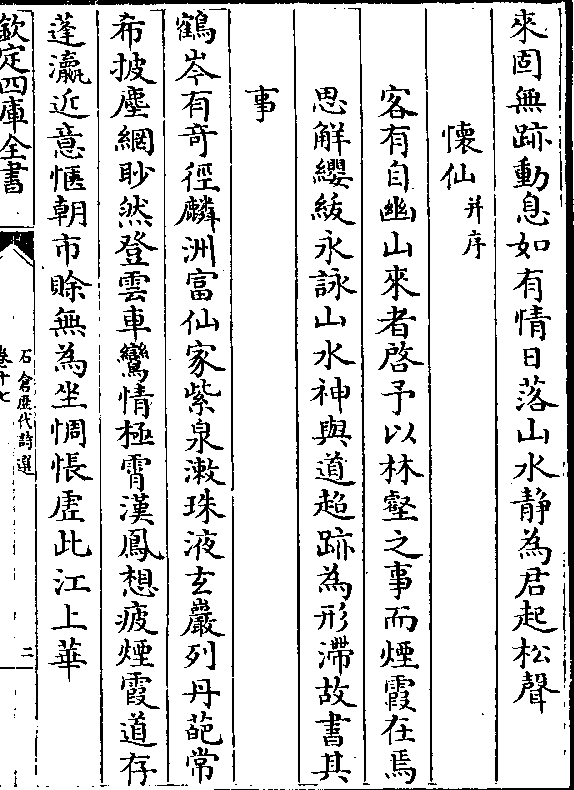 來固無跡動息如有情日落山水靜為君起松聲
懷仙并序
客有自幽山來者啓予以林壑之事而煙霞在焉
思解纓紱永詠山水神與道超跡為形滯故書其
事
鶴岑有奇徑麟洲富仙家紫泉漱珠液玄巖列丹葩常
希披塵網眇然登雲車鸞情極霄漢鳳想疲煙霞道存
蓬瀛近意愜朝市賒無為坐惆悵虛此江上華
欽定四庫全書
石倉歷代詩選
卷十七
二